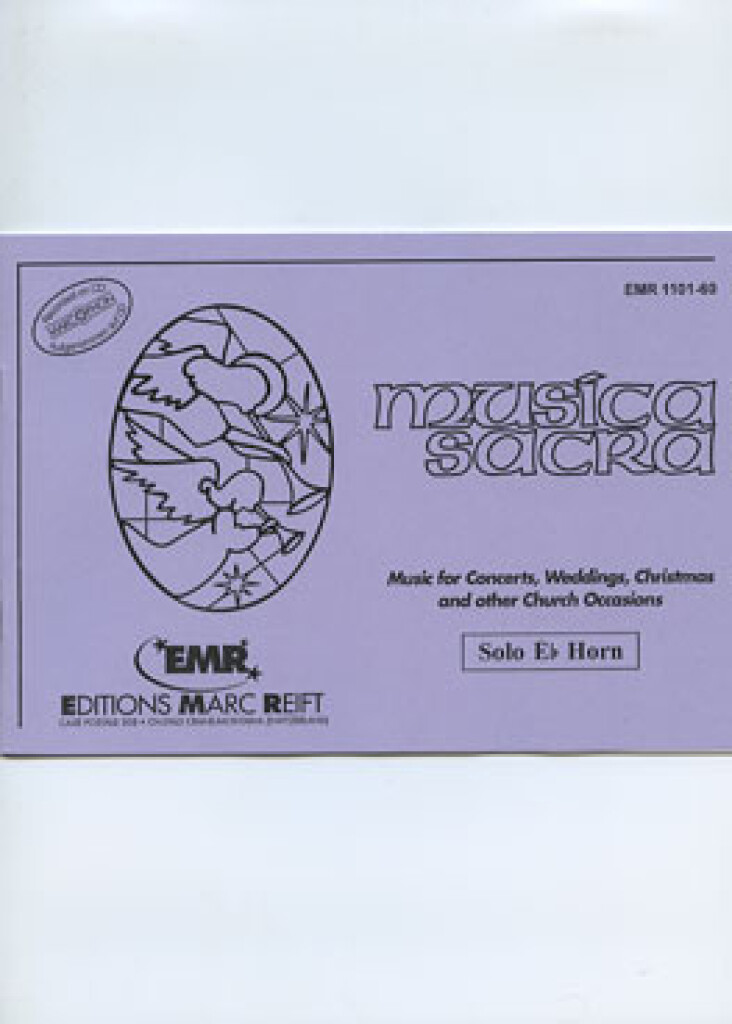 EMR 1101-60
musica
sacra
Music for Concerts, Weddings, Christmas
and other Church Occasions
Solo E♭ Horn
EMR
EDITIONS MARC REIFT